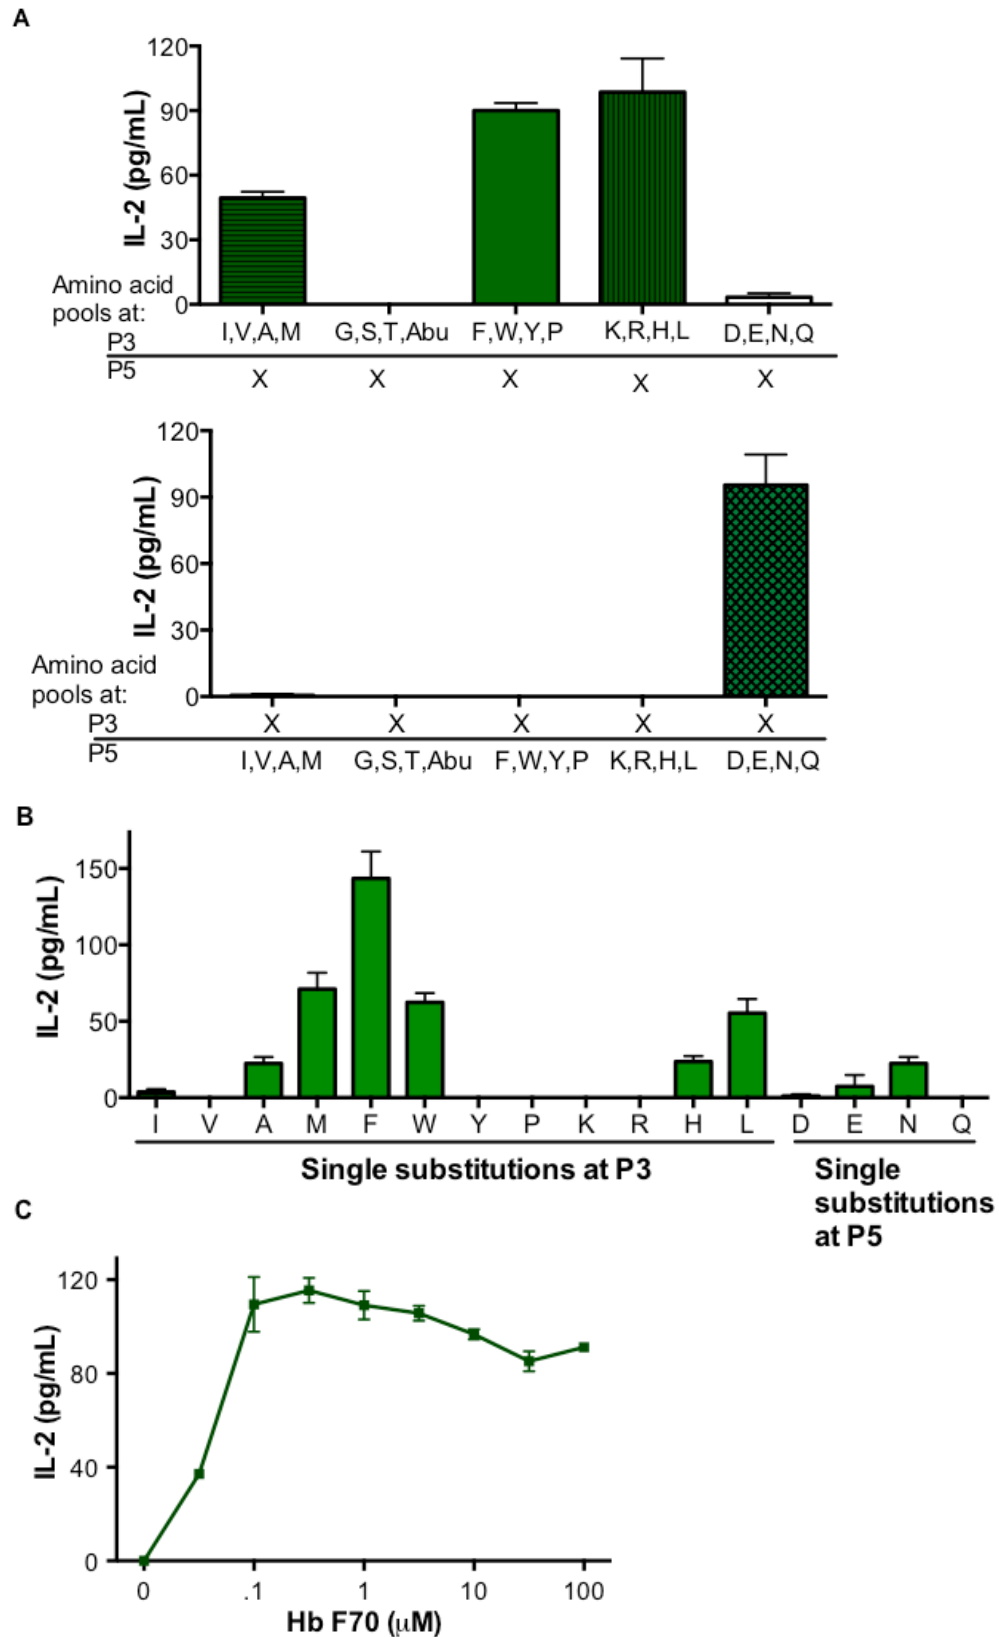 A
120
90
60
30
0
IL-2 (pg/mL)
Amino acid
pools at:
P3
I,V,A,M G,S,T,Abu F,W,Y,P K,R,H,L D,E,N,Q
P5
X X X X X
120
90
60
30
0
IL-2 (pg/mL)
Amino acid
pools at:
P3
X X X X X
P5
I,V,A,M G,S,T,Abu F,W,Y,P K,R,H,L D,E,N,Q
B
150
100
50
0
IL-2 (pg/mL)
I V A M F W Y P K R H L D E N Q
Single substitutions at P3
Single
substitutions
at P5
C
120
80
40
0
IL-2 (pg/mL)
0 .1 1 10 100
Hb F70 (µM)